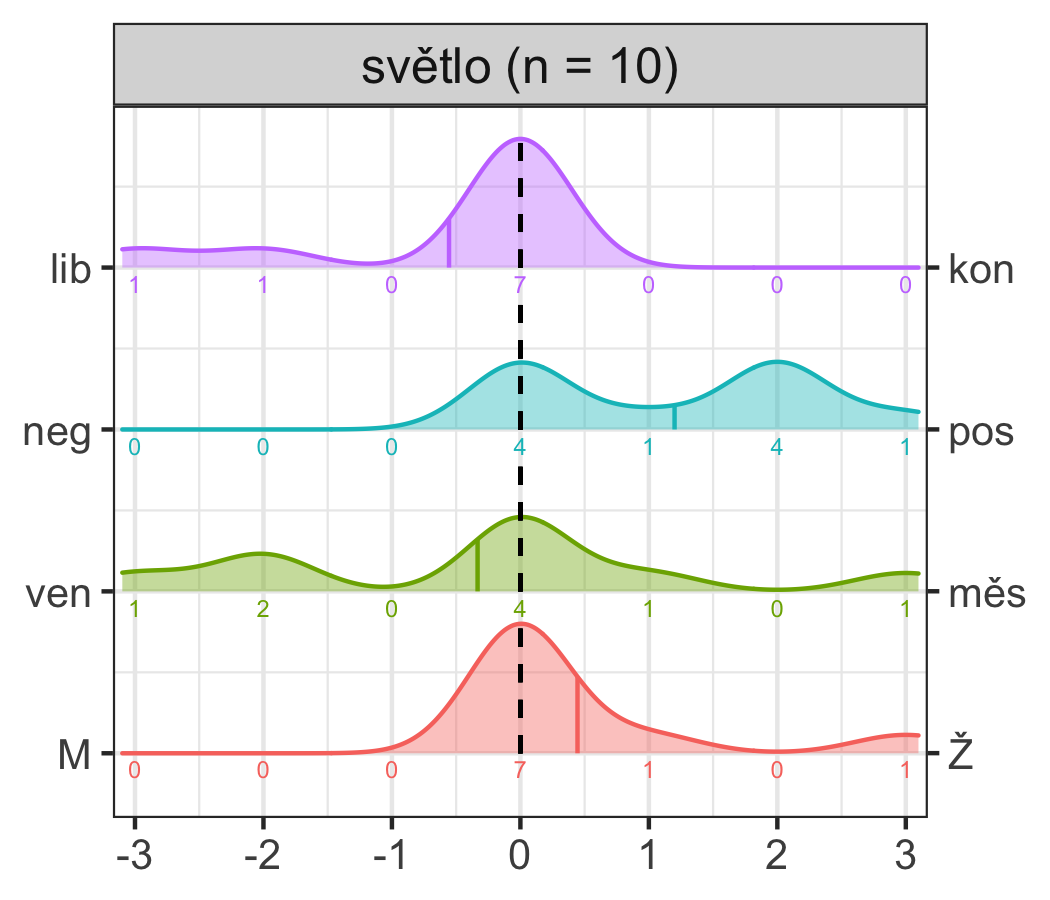 světlo (n = 10)
lib kon
1 1 0 7 0 0 0
neg pos
0 0 0 4 1 4 1
ven měs
1 2 0 4 1 0 1
M Ž
0 0 0 7 1 0 1
-3 -2 -1 0 1 2 3